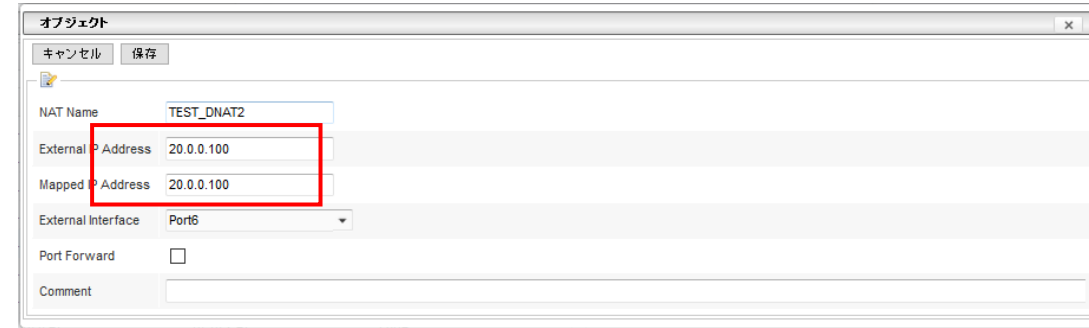 オブジェクト
キャンセル 保存
NAT Name TEST_DNAT2
External IP Address 20.0.0.100
Mapped IP Address 20.0.0.100
External Interface Port6
Port Forward
Comment